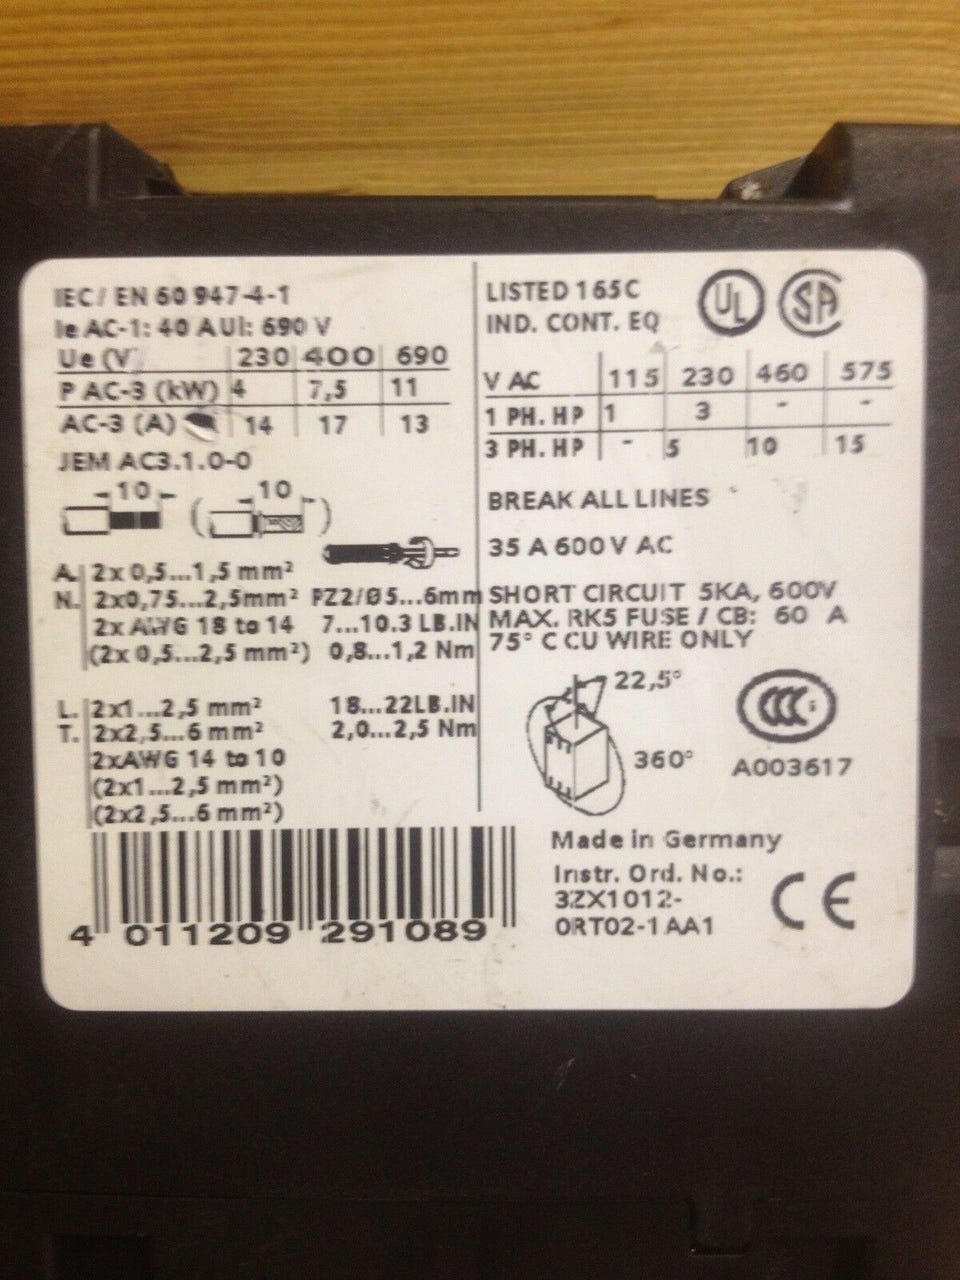 IEC/ EN 60 947-4-1
Ie AC-1: 40 A UI: 690 V
Ue (V) 230 400 690
P AC-3 (kW) 4 7,5 11
AC-3 (A) 14 17 13
JEM AC3.1.0-0
10 ( 10 )
A. 2x 0,5...1,5 mm²
N. 2x0,75...2,5mm² PZ2/Ø5...6mm
2x AWG 18 to 14 7...10.3 LB.IN
(2x 0,5...2,5 mm²) 0,8...1,2 Nm
L. 2x1...2,5 mm² 18...22LB.IN
T. 2x2,5...6 mm² 2,0...2,5 Nm
2xAWG 14 to 10
(2x1...2,5 mm²)
(2x2,5...6 mm²)
4 011209 291089
LISTED 165C
IND. CONT. EQ
UL SA
V AC 115 230 460 575
1 PH. HP 1 3 - -
3 PH. HP - 5 10 15
BREAK ALL LINES
35 A 600 V AC
SHORT CIRCUIT 5KA, 600V
MAX. RK5 FUSE / CB: 60 A
75° C CU WIRE ONLY
22,5°
360°
CCC
A003617
Made in Germany
Instr. Ord. No.:
3ZX1012-
0RT02-1AA1
CE